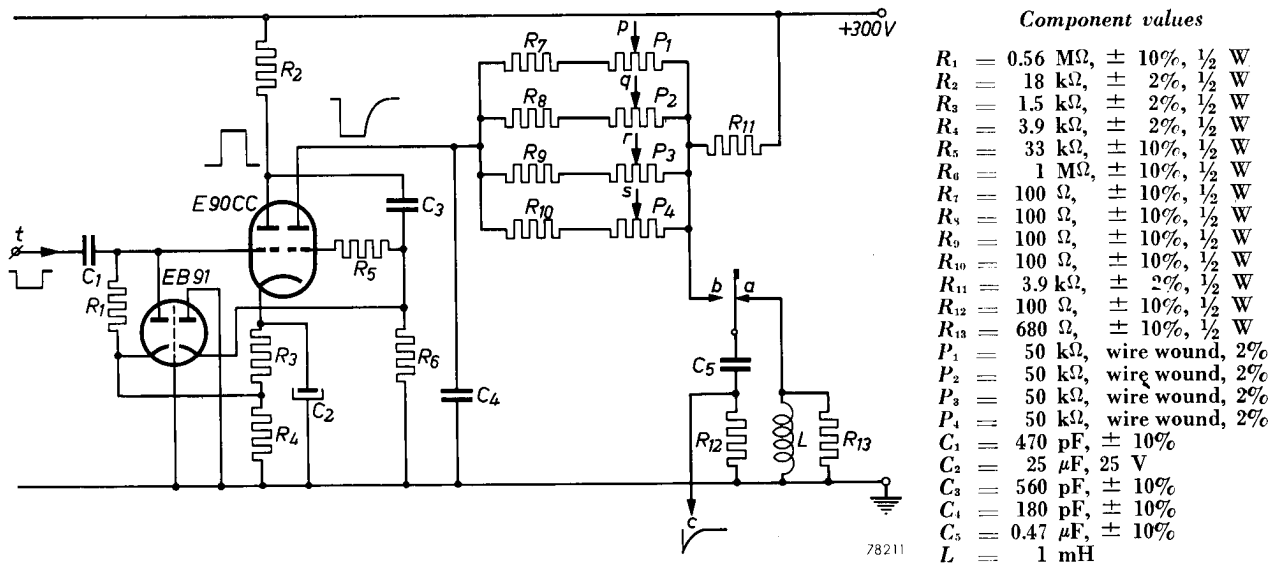 +300V
R2
R7
p
P1
R8
q
P2
R9
r
P3
R10
s
P4
R11
E90CC
C3
R5
t
C1
R1
EB91
R3
R4
C2
R6
C4
b
a
C5
R12
L
R13
c
78211
Component values
R1 = 0.56 MΩ, ± 10%, ½ W
R2 = 18 kΩ, ± 2%, ½ W
R3 = 1.5 kΩ, ± 2%, ½ W
R4 = 3.9 kΩ, ± 2%, ½ W
R5 = 33 kΩ, ± 10%, ½ W
R6 = 1 MΩ, ± 10%, ½ W
R7 = 100 Ω, ± 10%, ½ W
R8 = 100 Ω, ± 10%, ½ W
R9 = 100 Ω, ± 10%, ½ W
R10 = 100 Ω, ± 10%, ½ W
R11 = 3.9 kΩ, ± 2%, ½ W
R12 = 100 Ω, ± 10%, ½ W
R13 = 680 Ω, ± 10%, ½ W
P1 = 50 kΩ, wire wound, 2%
P2 = 50 kΩ, wire wound, 2%
P3 = 50 kΩ, wire wound, 2%
P4 = 50 kΩ, wire wound, 2%
C1 = 470 pF, ± 10%
C2 = 25 μF, 25 V
C3 = 560 pF, ± 10%
C4 = 180 pF, ± 10%
C5 = 0.47 μF, ± 10%
L = 1 mH